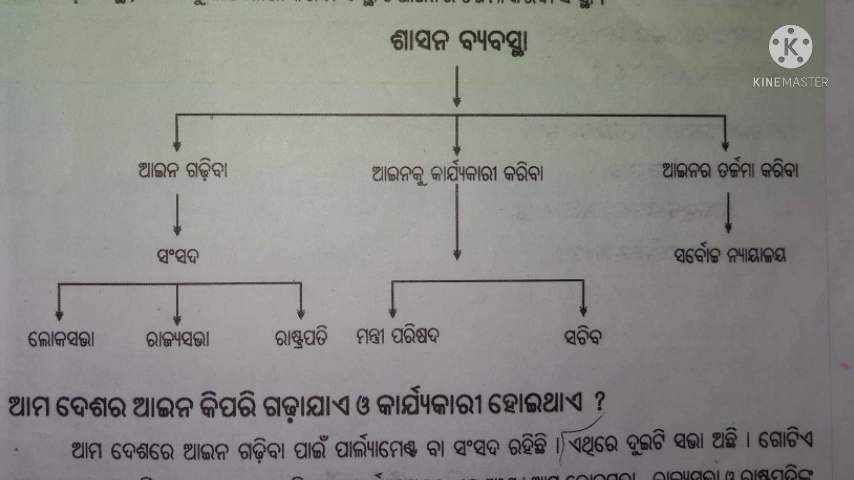 ଶାସନ ବ୍ୟବସ୍ଥା
KINEMASTER
ଆଇନ ଗଢ଼ିବା ଆଇନକୁ କାର୍ଯ୍ୟକାରୀ କରିବା ଆଇନର ତର୍ଜମା କରିବା
ସଂସଦ ସର୍ବୋଚ୍ଚ ନ୍ୟାୟାଳୟ
ଲୋକସଭା ରାଜ୍ୟସଭା ରାଷ୍ଟ୍ରପତି ମନ୍ତ୍ରୀ ପରିଷଦ ସଚିବ
ଆମ ଦେଶର ଆଇନ କିପରି ଗଢ଼ାଯାଏ ଓ କାର୍ଯ୍ୟକାରୀ ହୋଇଥାଏ ?
ଆମ ଦେଶରେ ଆଇନ ଗଢ଼ିବା ପାଇଁ ପାର୍ଲ୍ୟାମେଣ୍ଟ ବା ସଂସଦ ରହିଛି । ଏଥିରେ ଦୁଇଟି ସଭା ଅଛି । ଗୋଟିଏ